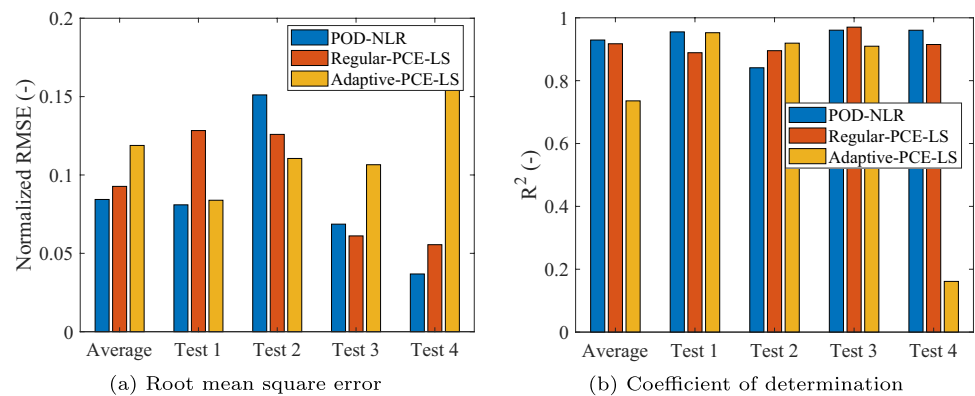 0.2
0.15
0.1
0.05
0
Normalized RMSE (-)
POD-NLR
Regular-PCE-LS
Adaptive-PCE-LS
Average Test 1 Test 2 Test 3 Test 4
(a) Root mean square error
1
0.8
0.6
0.4
0.2
0
R² (-)
POD-NLR
Regular-PCE-LS
Adaptive-PCE-LS
Average Test 1 Test 2 Test 3 Test 4
(b) Coefficient of determination